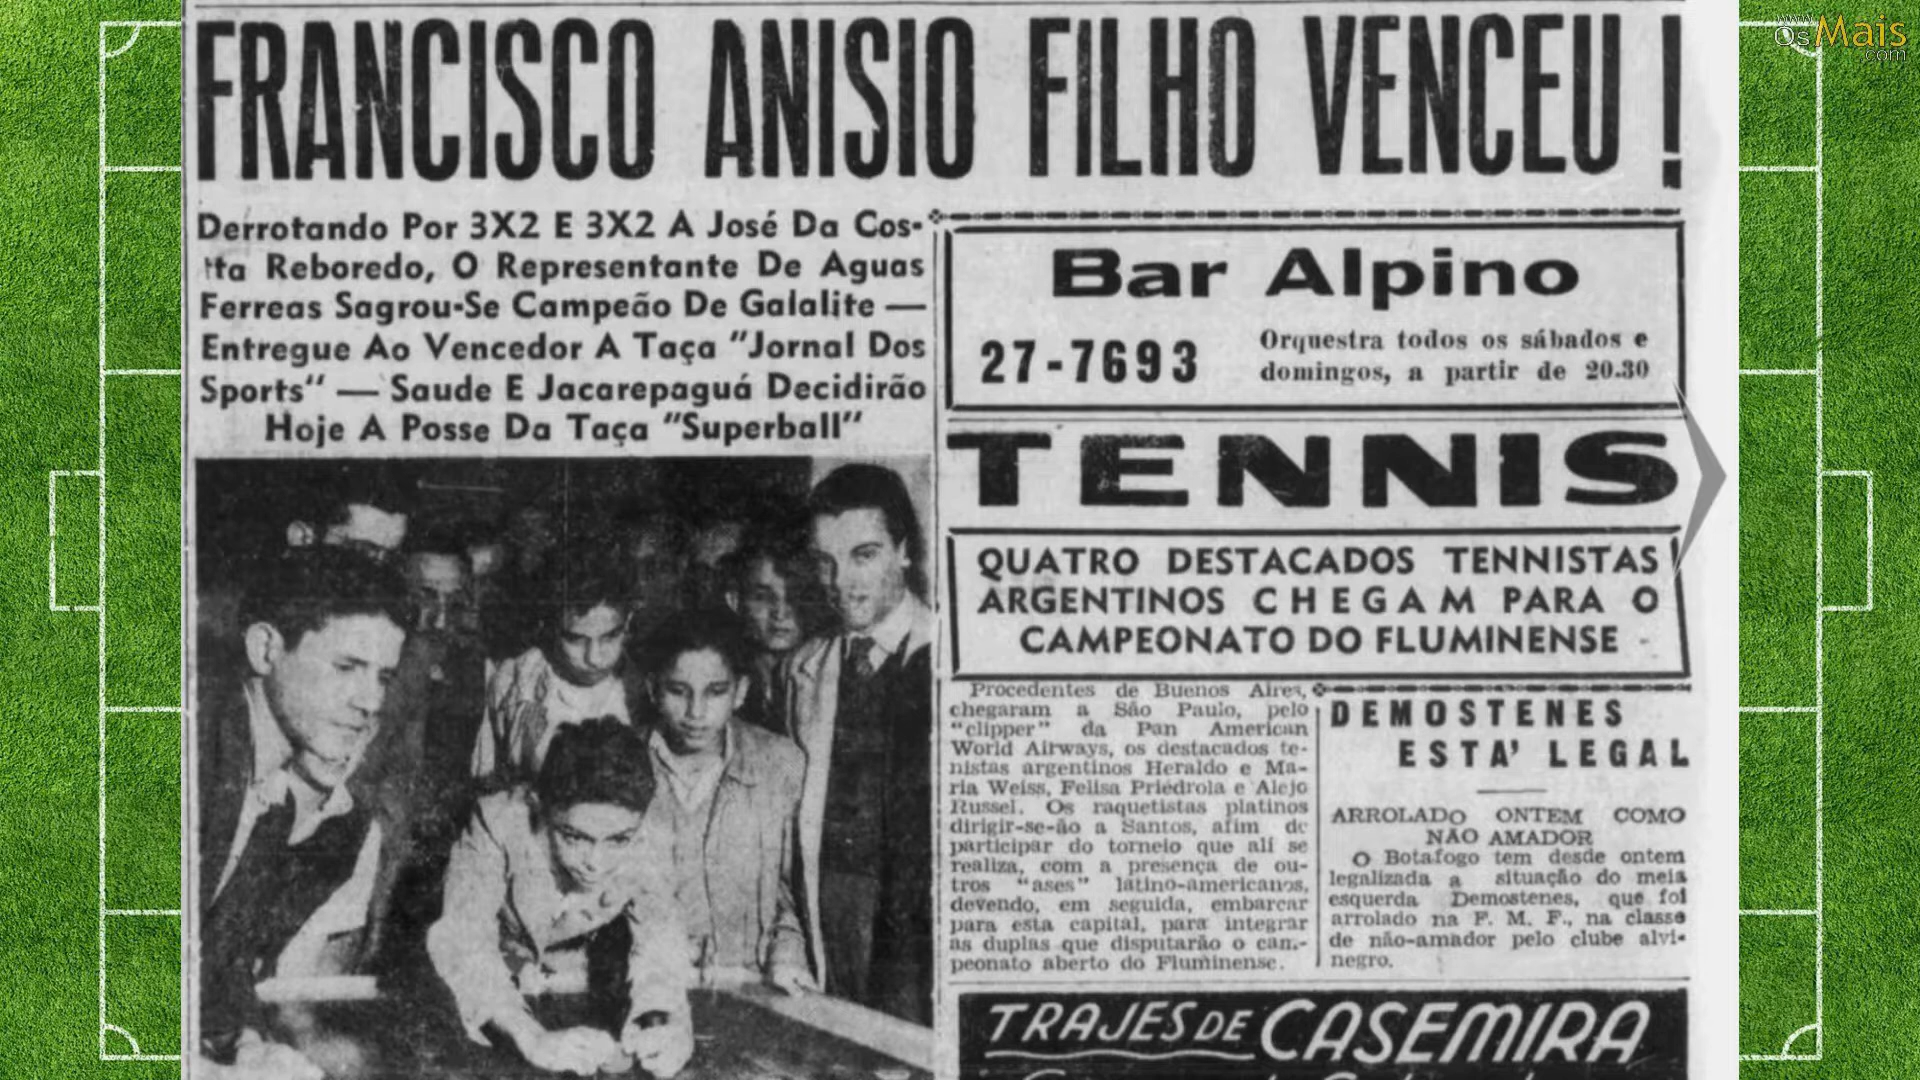 www.
OsMais
.com
FRANCISCO ANISIO FILHO VENCEU !
Derrotando Por 3X2 E 3X2 A José Da Cos-
ta Reboredo, O Representante De Aguas
Ferreas Sagrou-Se Campeão De Galalite —
Entregue Ao Vencedor A Taça "Jornal Dos
Sports" — Saude E Jacarepaguá Decidirão
Hoje A Posse Da Taça "Superball"
Bar Alpino
27-7693
Orquestra todos os sábados e
domingos, a partir de 20.30
TENNIS
QUATRO DESTACADOS TENNISTAS
ARGENTINOS CHEGAM PARA O
CAMPEONATO DO FLUMINENSE
Procedentes de Buenos Aires,
chegaram a São Paulo, pelo
"clipper" da Pan American
World Airways, os destacados te-
nistas argentinos Heraldo e Ma-
ria Weiss, Felisa Priedrola e Alejo
Russel. Os raquetistas platinos
dirigir-se-ão a Santos, afim de
participar do torneio que ali se
realiza, com a presença de ou-
tros "ases" latino-americanos,
devendo, em seguida, embarcar
para esta capital, para integrar
as duplas que disputarão o cam-
peonato aberto do Fluminense.
DEMOSTENES
ESTA' LEGAL
ARROLADO ONTEM COMO
NÃO AMADOR
O Botafogo tem desde ontem
legalizada a situação do meia
esquerda Demostenes, que foi
arrolado na F. M. F., na classe
de não-amador pelo clube alvi-
negro.
TRAJES DE CASEMIRA